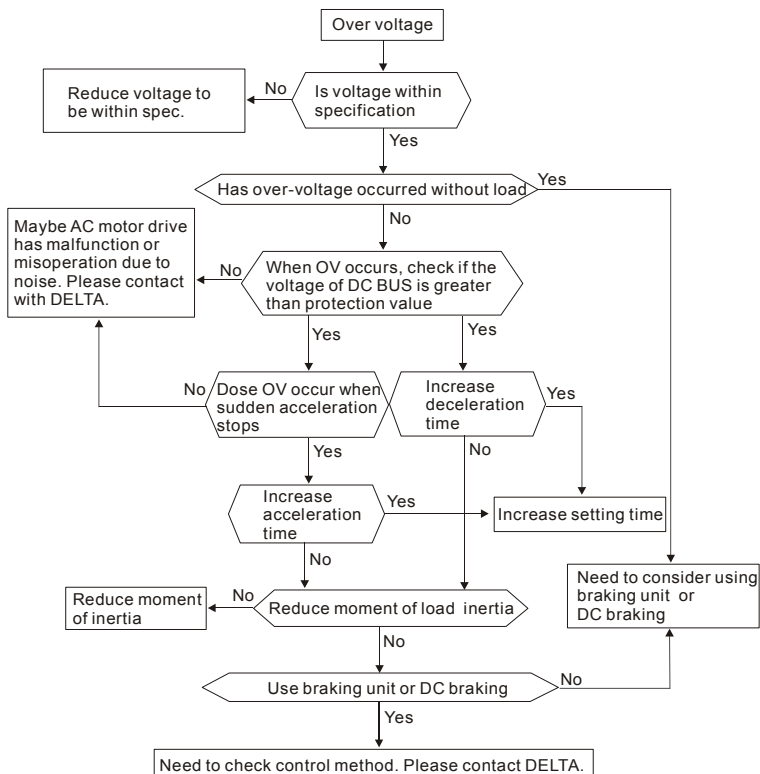 Over voltage
Reduce voltage to
be within spec.
No
Is voltage within
specification
Yes
Has over-voltage occurred without load
Yes
No
Maybe AC motor drive
has malfunction or
misoperation due to
noise. Please contact
with DELTA.
No
When OV occurs, check if the
voltage of DC BUS is greater
than protection value
Yes
Yes
No
Dose OV occur when
sudden acceleration
stops
Increase
deceleration
time
Yes
Yes
No
Increase
acceleration
time
Yes
Increase setting time
No
Reduce moment
of inertia
No
Reduce moment of load inertia
Need to consider using
braking unit or
DC braking
No
Use braking unit or DC braking
No
Yes
Need to check control method. Please contact DELTA.